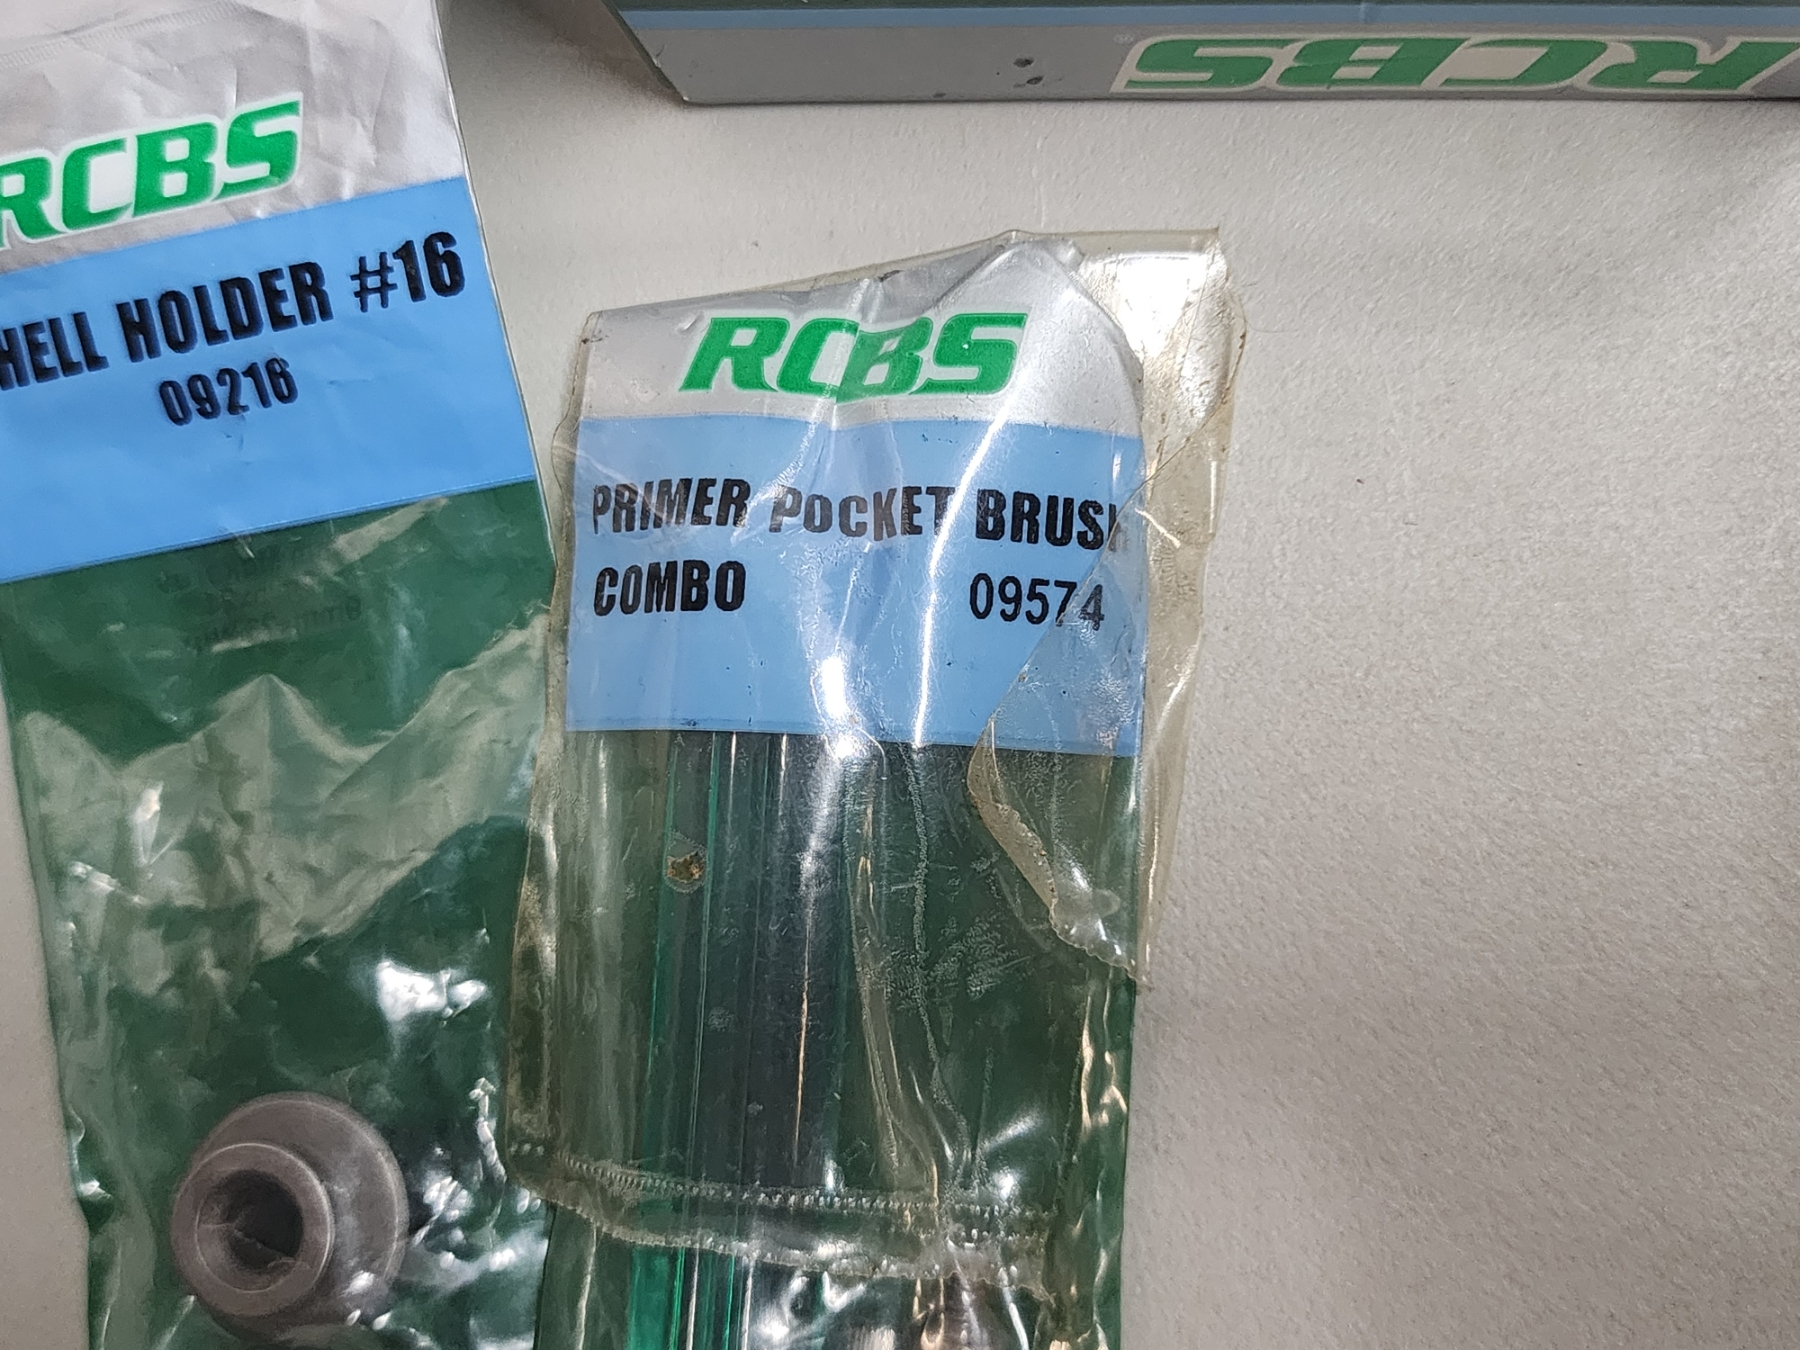 RCBS
RCBS
HELL HOLDER #16
09216
RCBS
PRIMER POCKET BRUSH
COMBO 09574